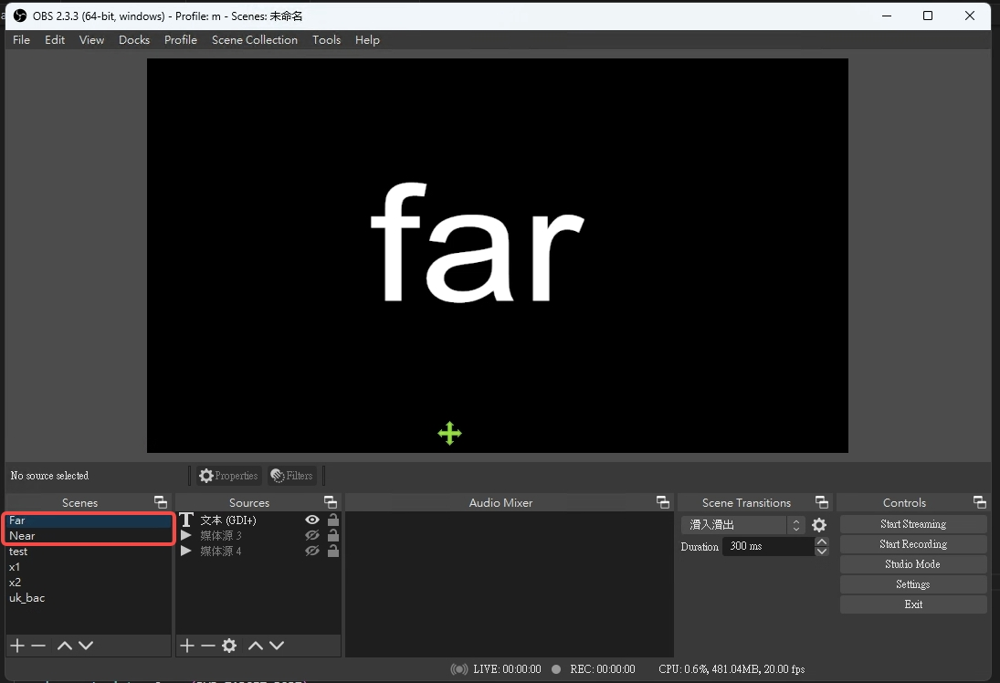 OBS 2.3.3 (64-bit, windows) - Profile: m - Scenes: 未命名
File Edit View Docks Profile Scene Collection Tools Help
far
No source selected
Properties Filters
Scenes
Far
Near
test
x1
x2
uk_bac
Sources
文本 (GDI+)
媒体源 3
媒体源 4
Audio Mixer
Scene Transitions
滑入滑出
Duration 300 ms
Controls
Start Streaming
Start Recording
Studio Mode
Settings
Exit
LIVE: 00:00:00 REC: 00:00:00 CPU: 0.6%, 481.04MB, 20.00 fps